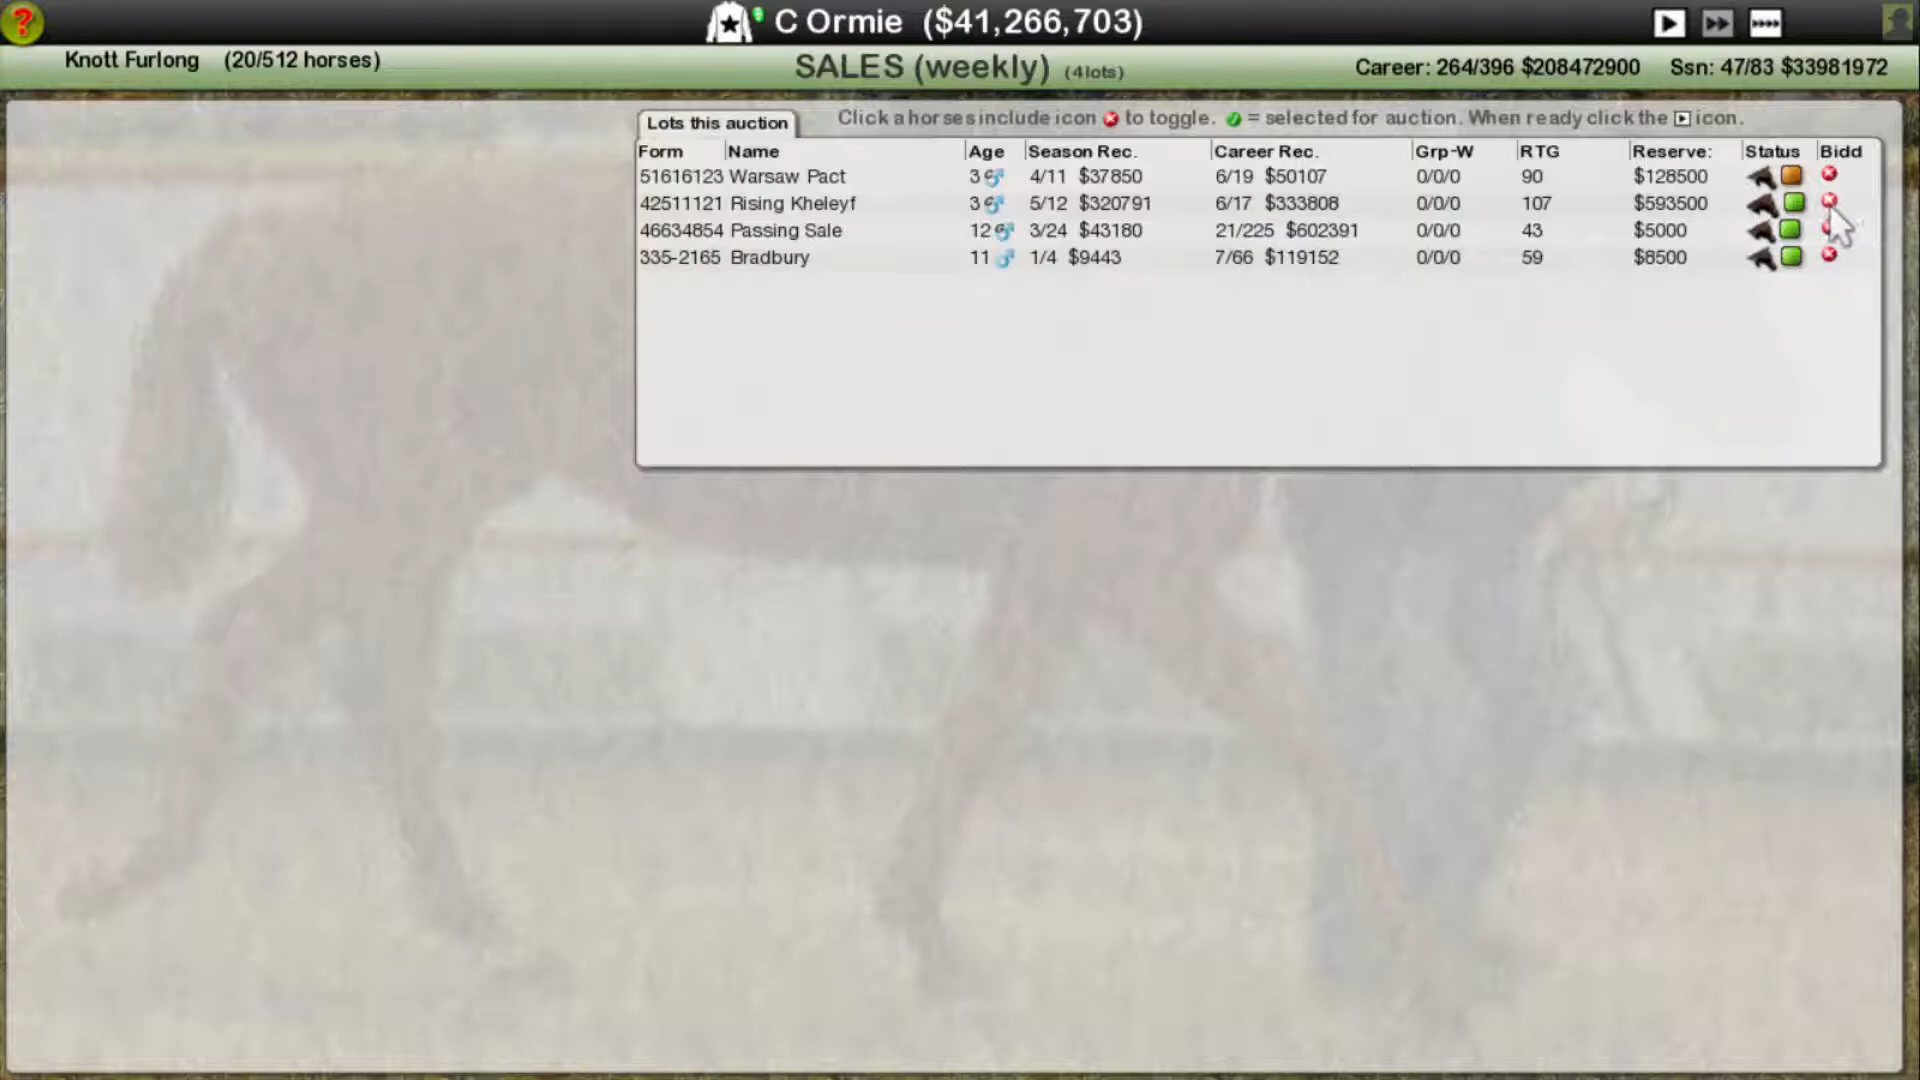 ?
C Ormie ($41,266,703)
Knott Furlong (20/512 horses)
SALES (weekly) (4lots)
Career: 264/396 $208472900 Ssn: 47/83 $33981972
Lots this auction
Click a horses include icon to toggle. = selected for auction. When ready click the icon.
Form Name Age Season Rec. Career Rec. Grp-W RTG Reserve: Status Bidd
51616123 Warsaw Pact 3 4/11 $37850 6/19 $50107 0/0/0 90 $128500
42511121 Rising Kheleyf 3 5/12 $320791 6/17 $333808 0/0/0 107 $593500
46634854 Passing Sale 12 3/24 $43180 21/225 $602391 0/0/0 43 $5000
335-2165 Bradbury 11 1/4 $9443 7/66 $119152 0/0/0 59 $8500